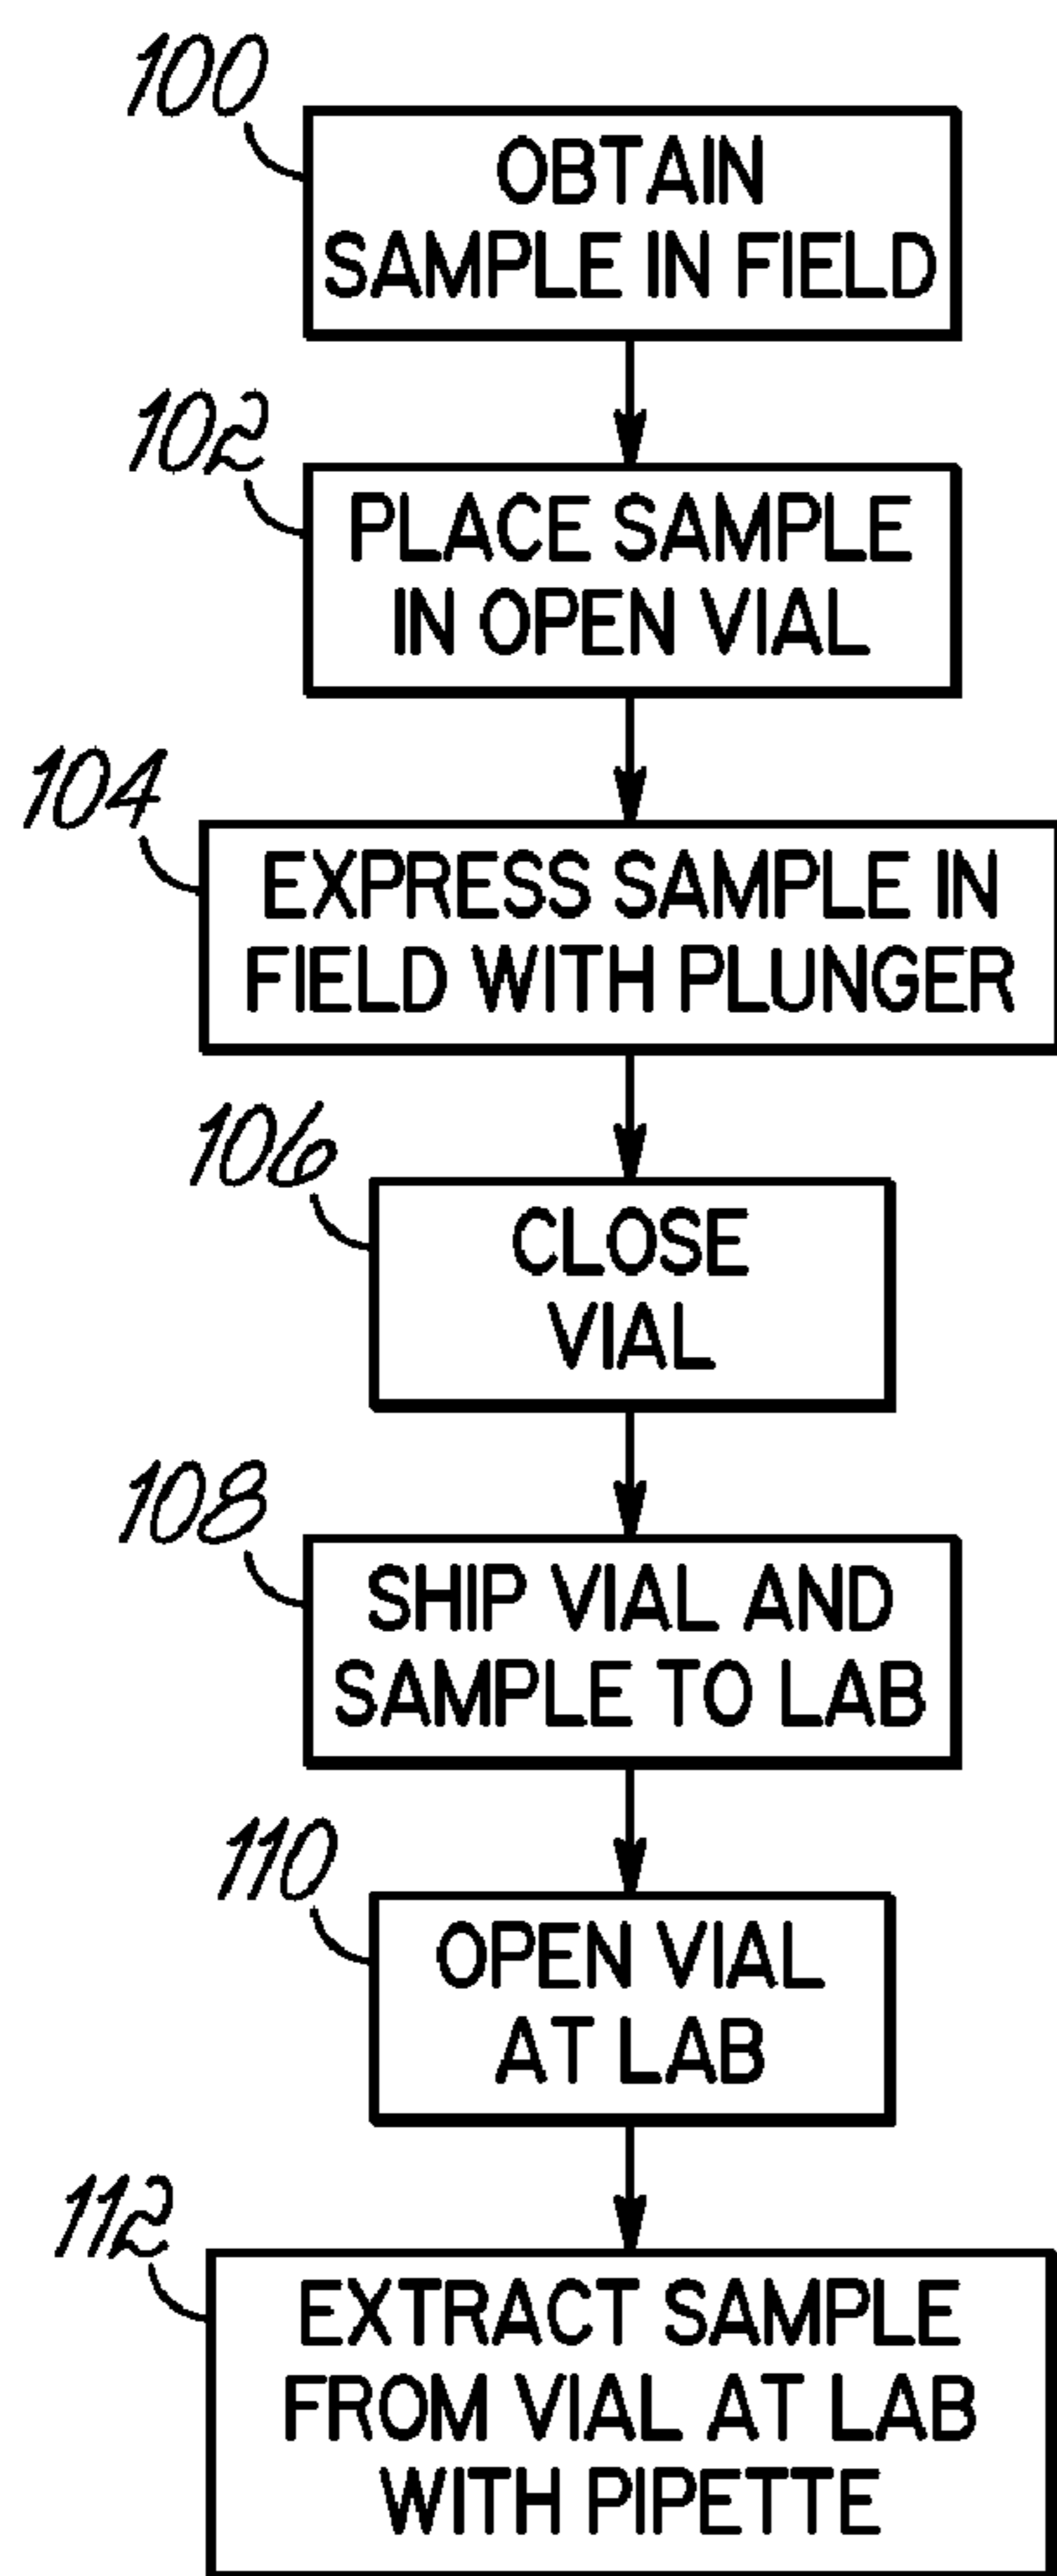 100
OBTAIN
SAMPLE IN FIELD
102
PLACE SAMPLE
IN OPEN VIAL
104
EXPRESS SAMPLE IN
FIELD WITH PLUNGER
106
CLOSE
VIAL
108
SHIP VIAL AND
SAMPLE TO LAB
110
OPEN VIAL
AT LAB
112
EXTRACT SAMPLE
FROM VIAL AT LAB
WITH PIPETTE